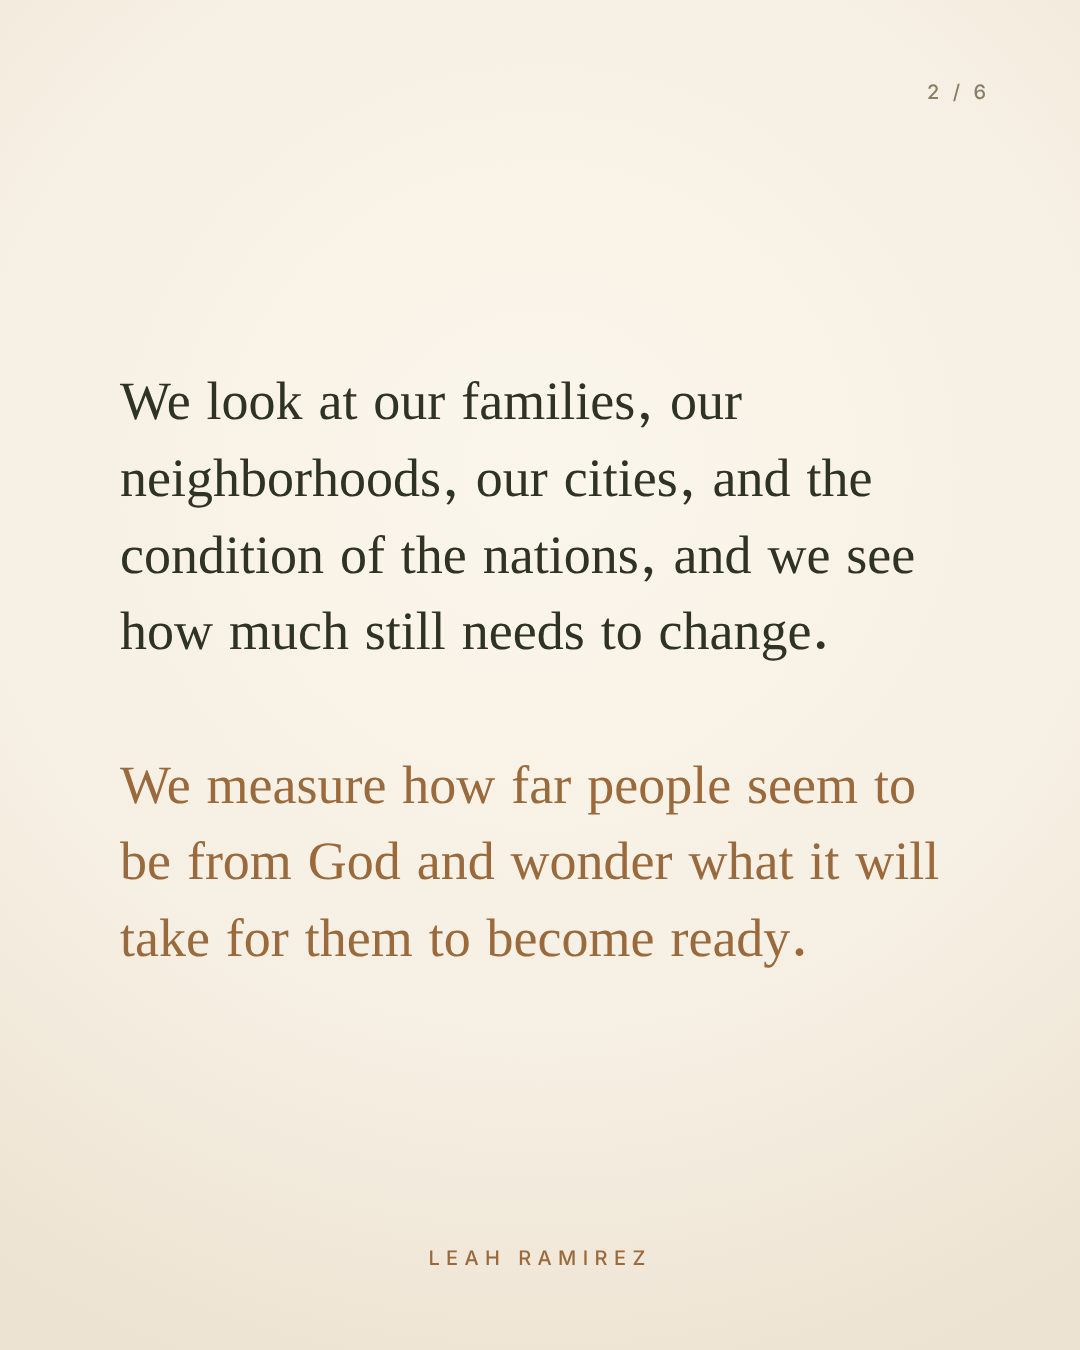 2 / 6
We look at our families, our
neighborhoods, our cities, and the
condition of the nations, and we see
how much still needs to change.
We measure how far people seem to
be from God and wonder what it will
take for them to become ready.
LEAH RAMIREZ